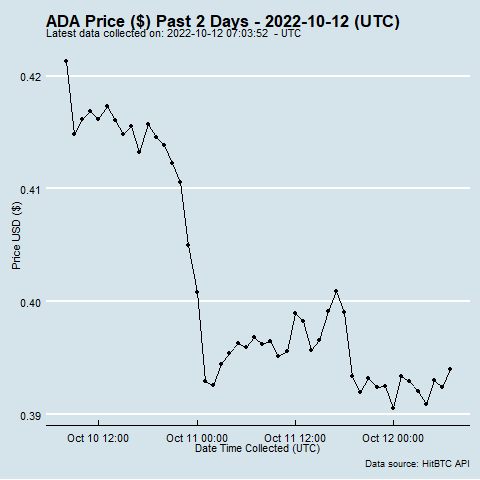 ADA Price ($) Past 2 Days - 2022-10-12 (UTC)
Latest data collected on: 2022-10-12 07:03:52 - UTC
0.42
0.41
0.40
0.39
Price USD ($)
Oct 10 12:00 Oct 11 00:00 Oct 11 12:00 Oct 12 00:00
Date Time Collected (UTC)
Data source: HitBTC API